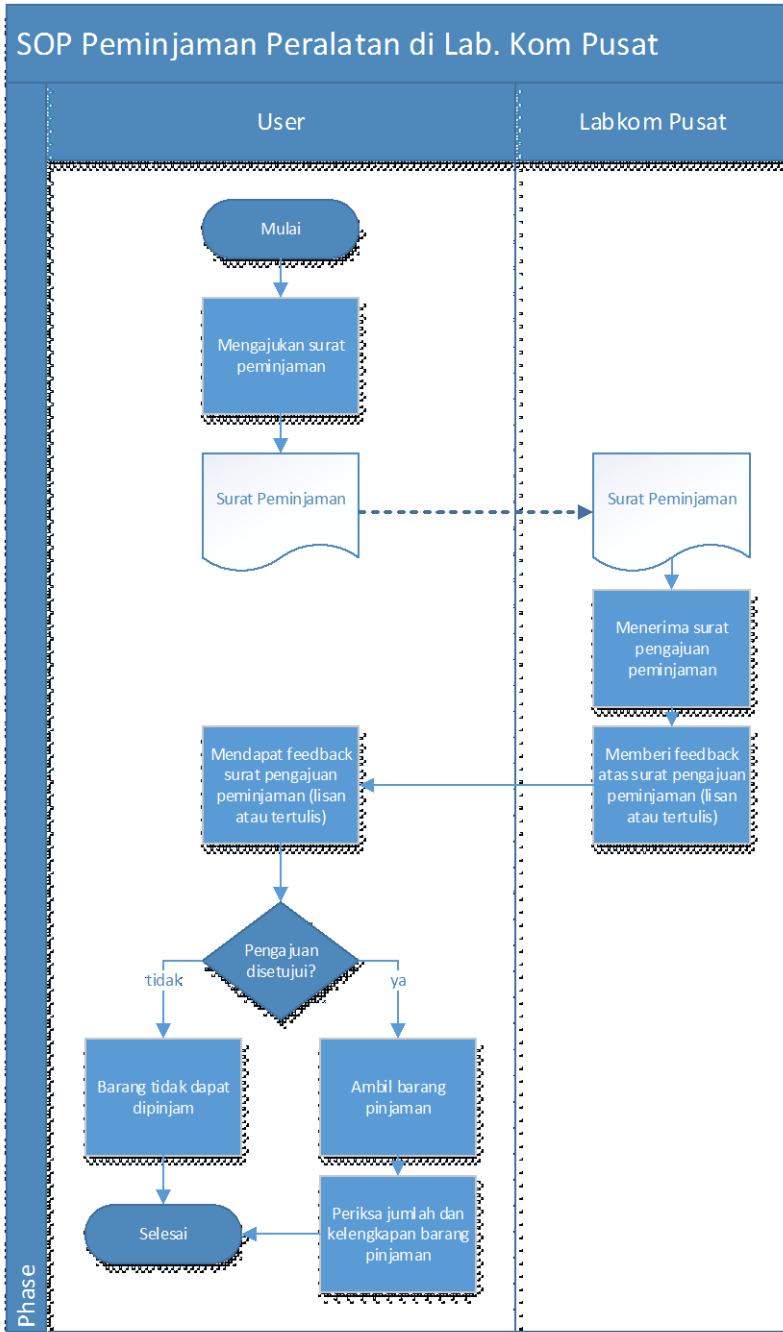 SOP Peminjaman Peralatan di Lab. Kom Pusat
User
Labkom Pusat
Mulai
Mengajukan surat
peminjaman
Surat Peminjaman
Surat Peminjaman
Menerima surat
pengajuan
peminjaman
Mendapat feedback
surat pengajuan
peminjaman (lisan
atau tertulis)
Memberi feedback
atas surat pengajuan
peminjaman (lisan
atau tertulis)
Pengajuan
disetujui?
tidak
ya
Barang tidak dapat
dipinjam
Ambil barang
pinjaman
Selesai
Periksa jumlah dan
kelengkapan barang
pinjaman
Phase